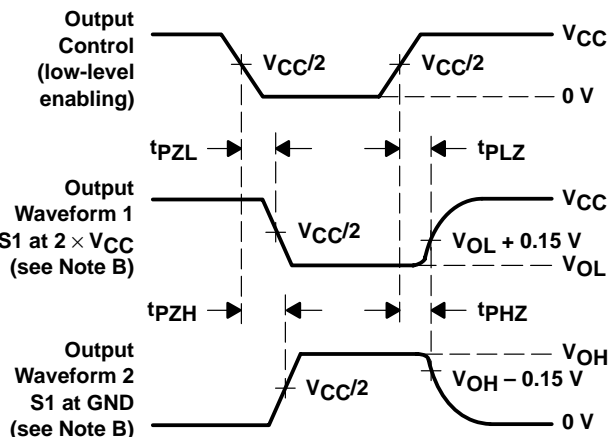 Output
Control
(low-level
enabling)
VCC
VCC/2
VCC/2
0 V
tPZL
tPLZ
Output
Waveform 1
S1 at 2 × VCC
(see Note B)
VCC
VCC/2
VOL + 0.15 V
VOL
tPZH
tPHZ
Output
Waveform 2
S1 at GND
(see Note B)
VOH
VCC/2
VOH − 0.15 V
0 V